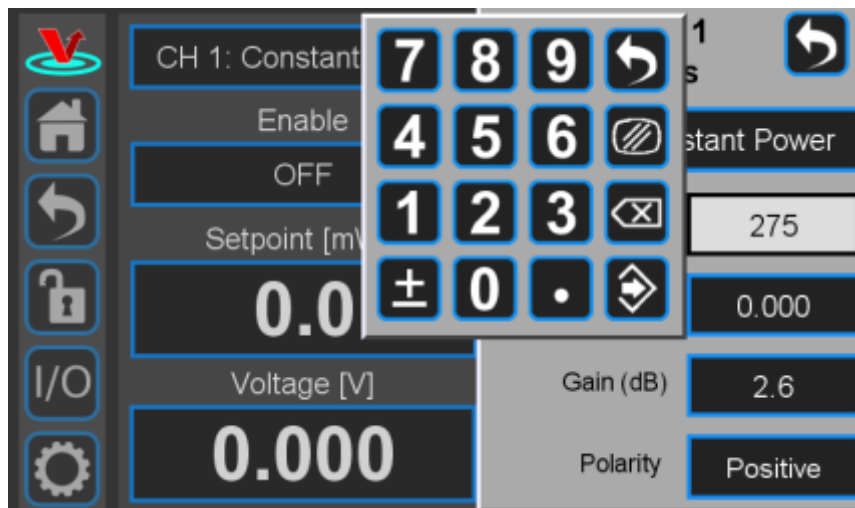 CH 1: Constant
Enable
OFF
Setpoint [m
0.0
Voltage [V]
0.000
7 8 9
4 5 6
1 2 3
± 0 .
1
s
stant Power
275
0.000
Gain (dB)
2.6
Polarity
Positive
I/O